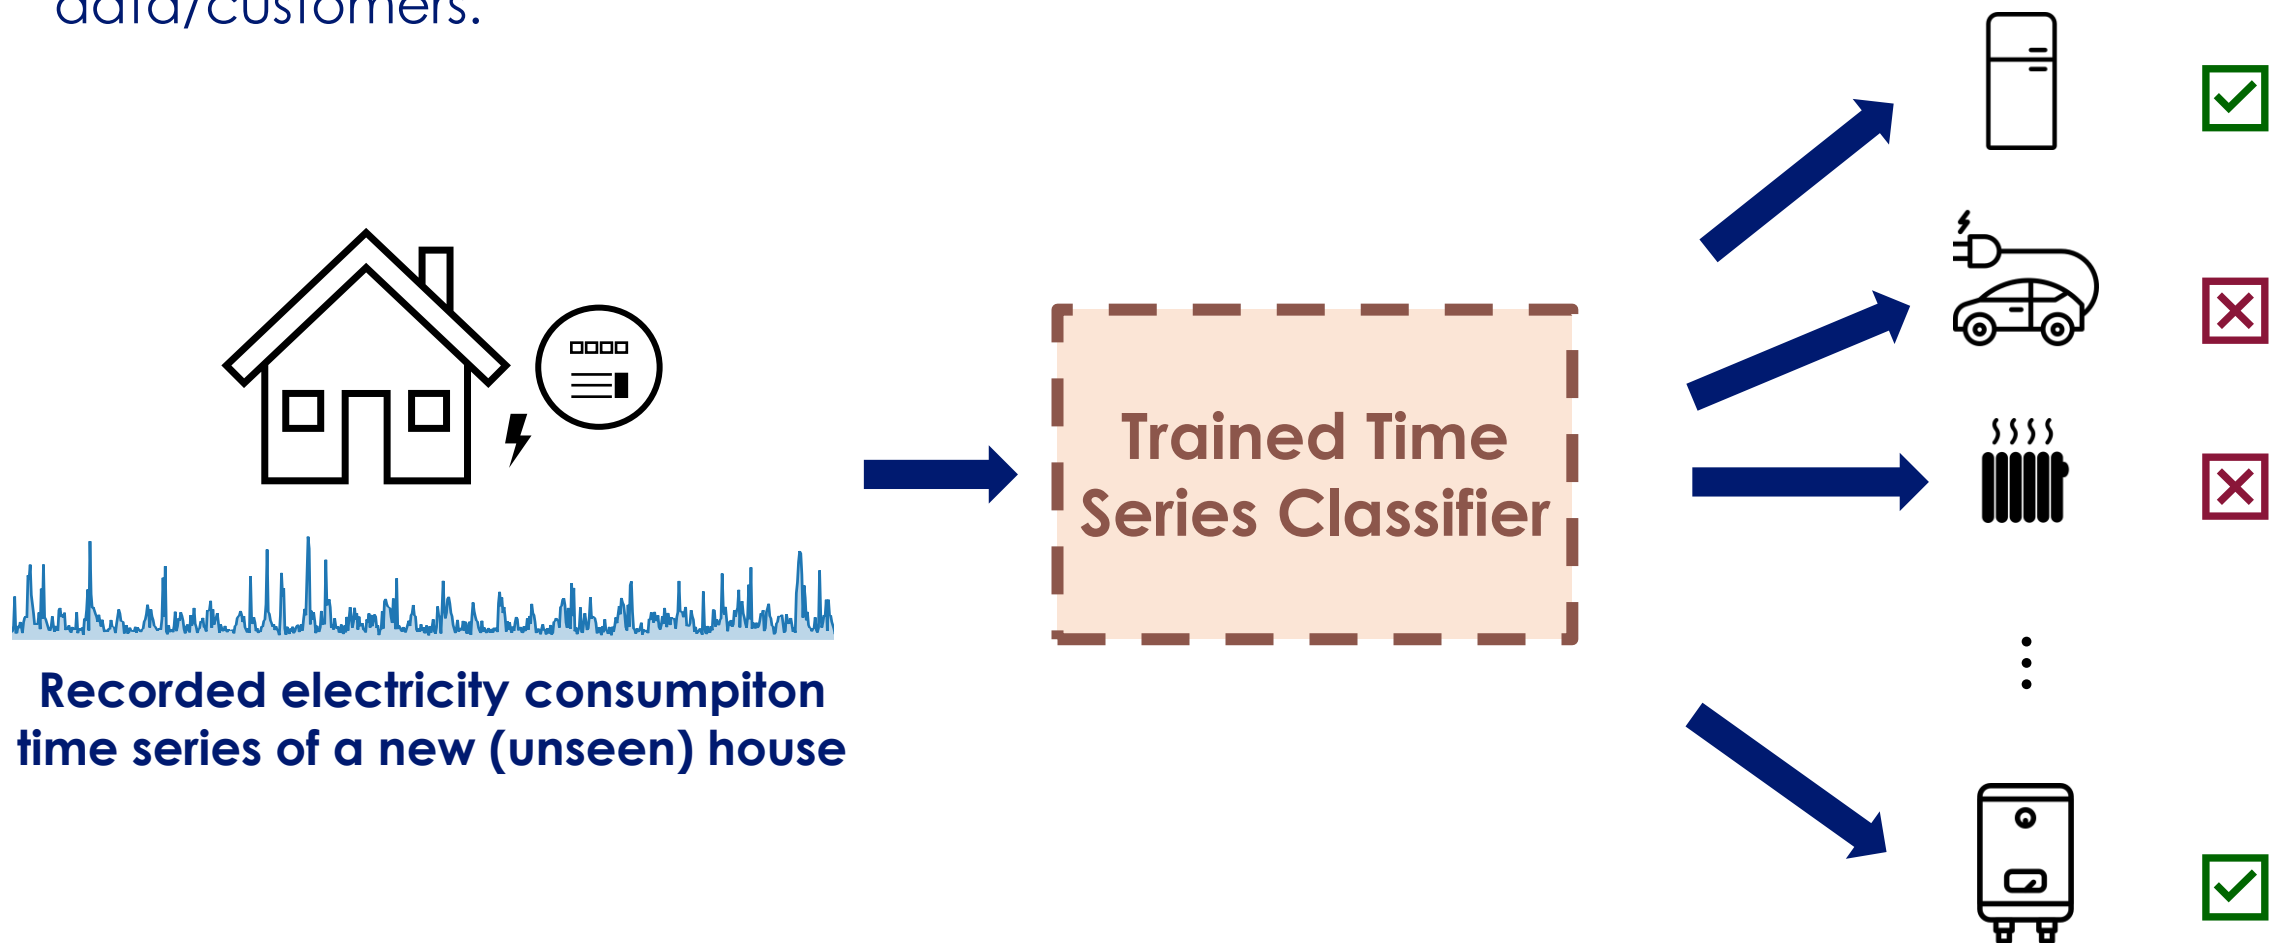 data/customers.
Trained Time
Series Classifier
Recorded electricity consumpiton
time series of a new (unseen) house